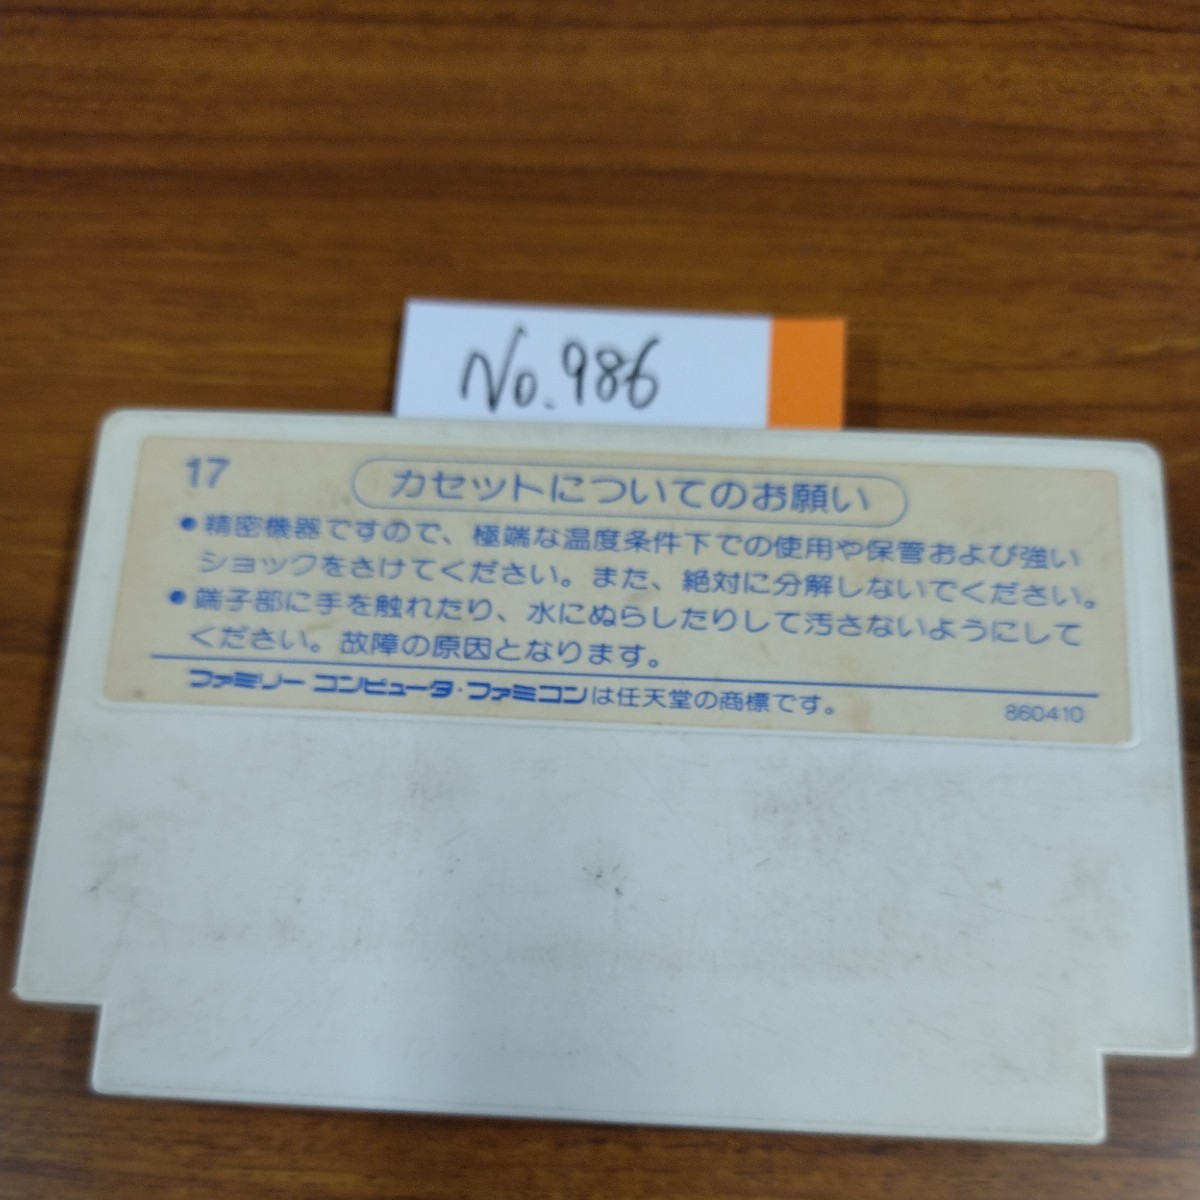 No.986
17
カセットについてのお願い
●精密機器ですので、極端な温度条件下での使用や保管および強い
ショックをさけてください。また、絶対に分解しないでください。
●端子部に手を触れたり、水にぬらしたりして汚さないようにして
ください。故障の原因となります。
ファミリーコンピュータ・ファミコンは任天堂の商標です。
860410